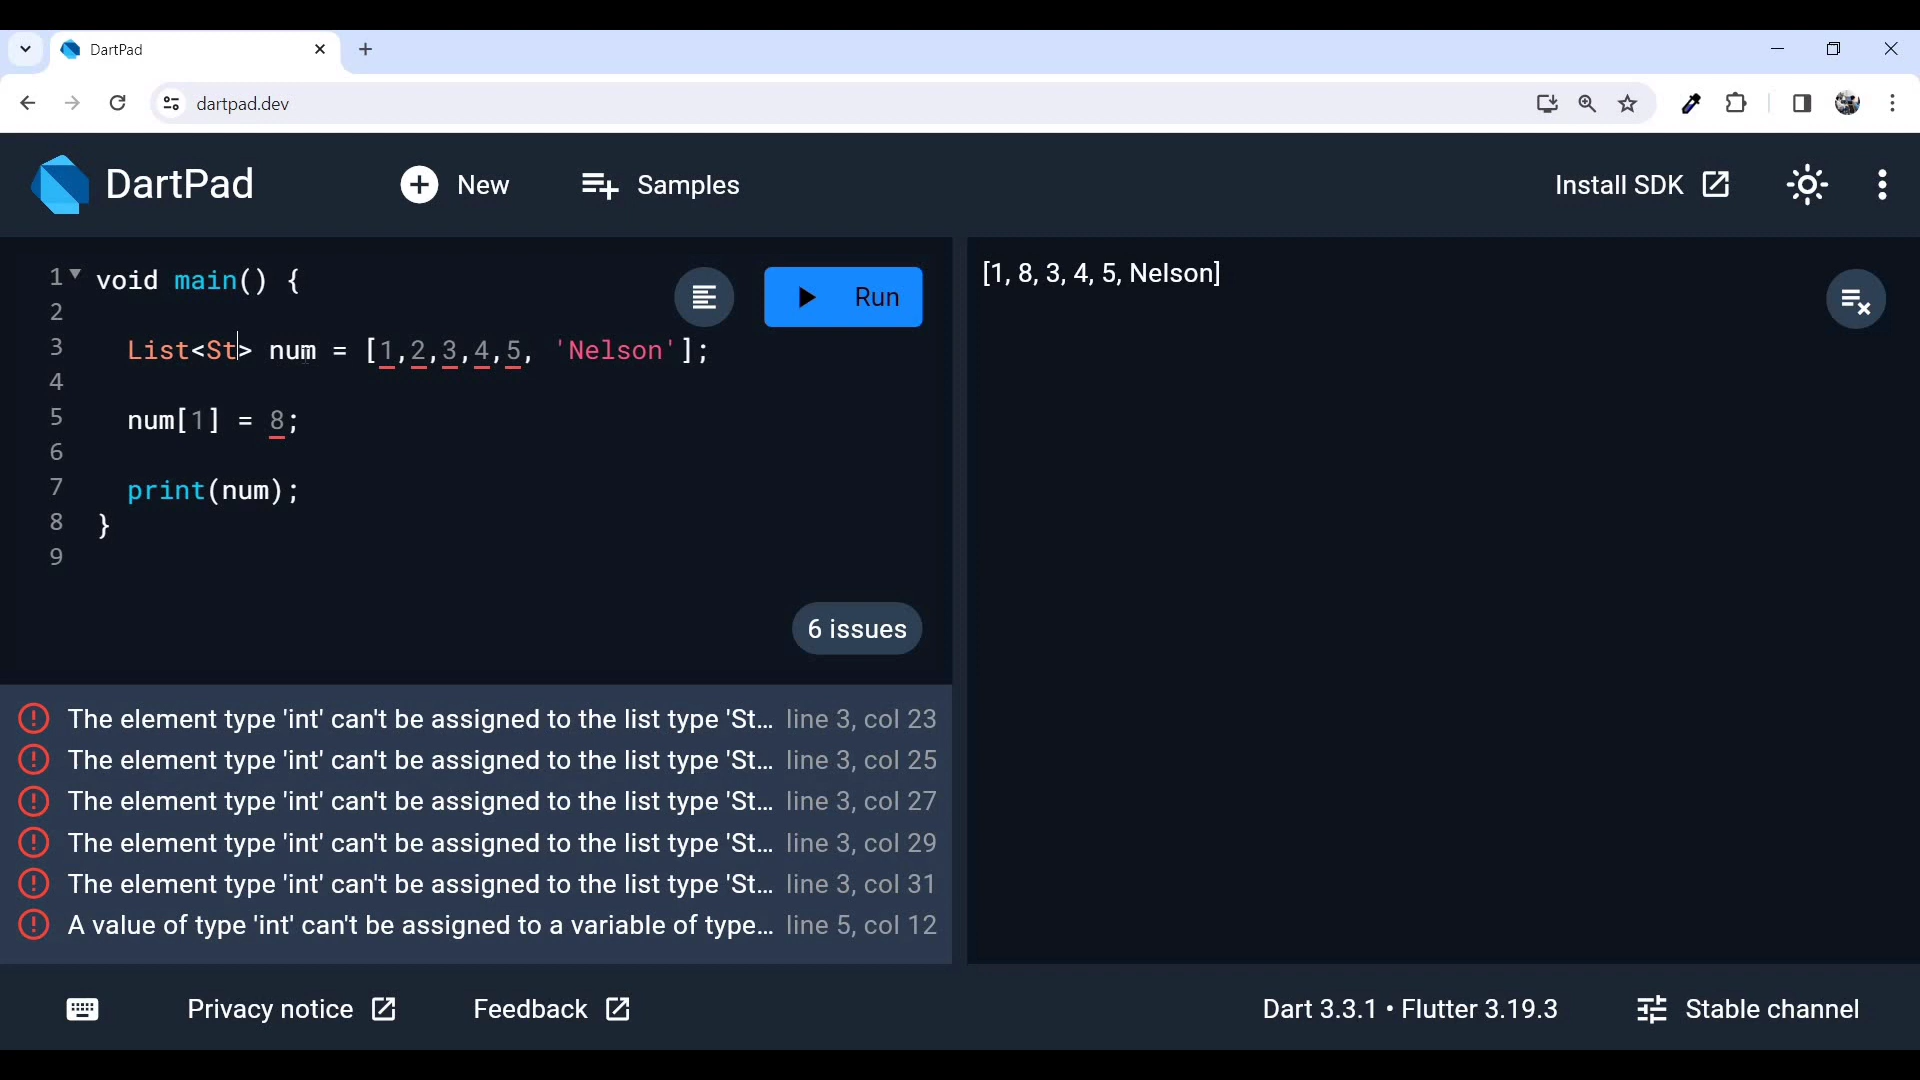 DartPad
dartpad.dev
DartPad
New
Samples
Install SDK
1 void main() {
2
3 List<St> num = [1,2,3,4,5, 'Nelson'];
4
5 num[1] = 8;
6
7 print(num);
8 }
9
Run
[1, 8, 3, 4, 5, Nelson]
6 issues
The element type 'int' can't be assigned to the list type 'St... line 3, col 23
The element type 'int' can't be assigned to the list type 'St... line 3, col 25
The element type 'int' can't be assigned to the list type 'St... line 3, col 27
The element type 'int' can't be assigned to the list type 'St... line 3, col 29
The element type 'int' can't be assigned to the list type 'St... line 3, col 31
A value of type 'int' can't be assigned to a variable of type... line 5, col 12
Privacy notice
Feedback
Dart 3.3.1 • Flutter 3.19.3
Stable channel